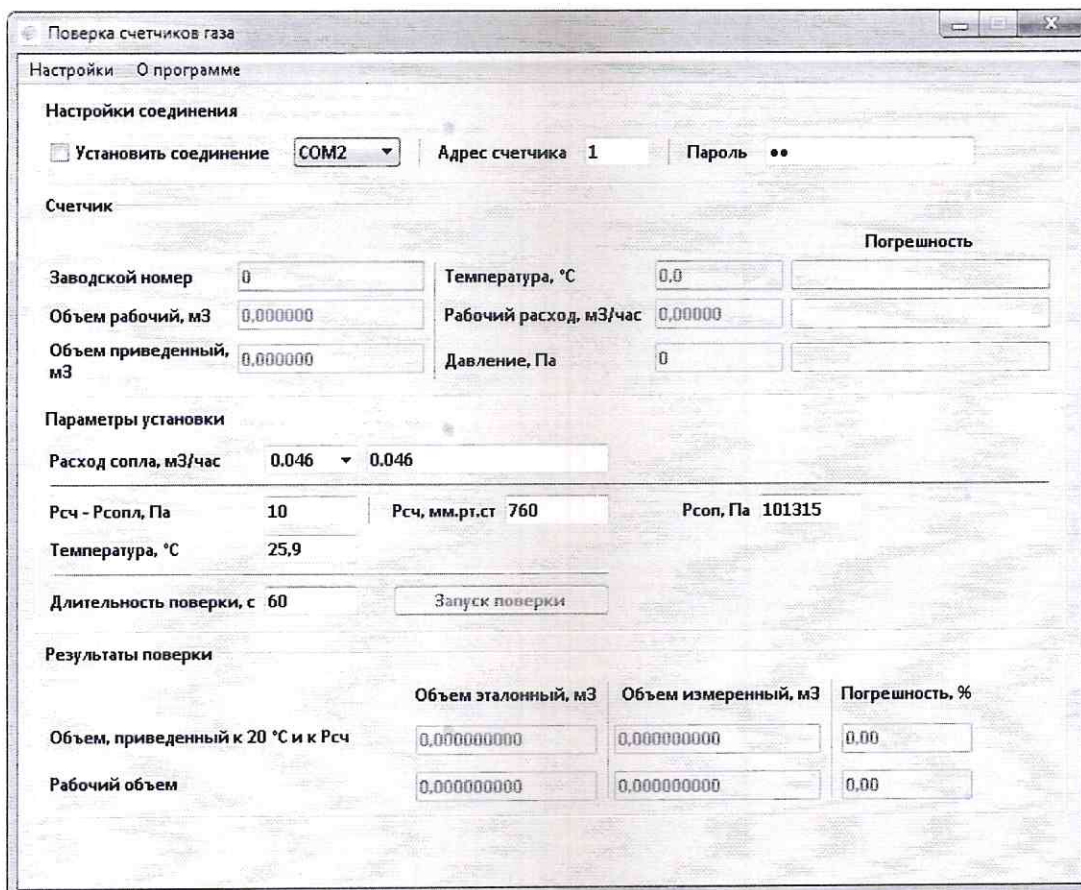 Поверка счетчиков газа
Настройки О программе
Настройки соединения
Установить соединение COM2 Адрес счетчика 1 Пароль ••
Счетчик
Погрешность
Заводской номер 0 Температура, °C 0,0
Объем рабочий, м3 0,000000 Рабочий расход, м3/час 0,00000
Объем приведенный, м3 0,000000 Давление, Па 0
Параметры установки
Расход сопла, м3/час 0.046 0.046
Рсч - Рсопл, Па 10 Рсч, мм.рт.ст 760 Рсоп, Па 101315
Температура, °C 25,9
Длительность поверки, с 60 Запуск поверки
Результаты поверки
Объем эталонный, м3 Объем измеренный, м3 Погрешность, %
Объем, приведенный к 20 °C и к Рсч 0,000000000 0,000000000 0,00
Рабочий объем 0,000000000 0,000000000 0,00